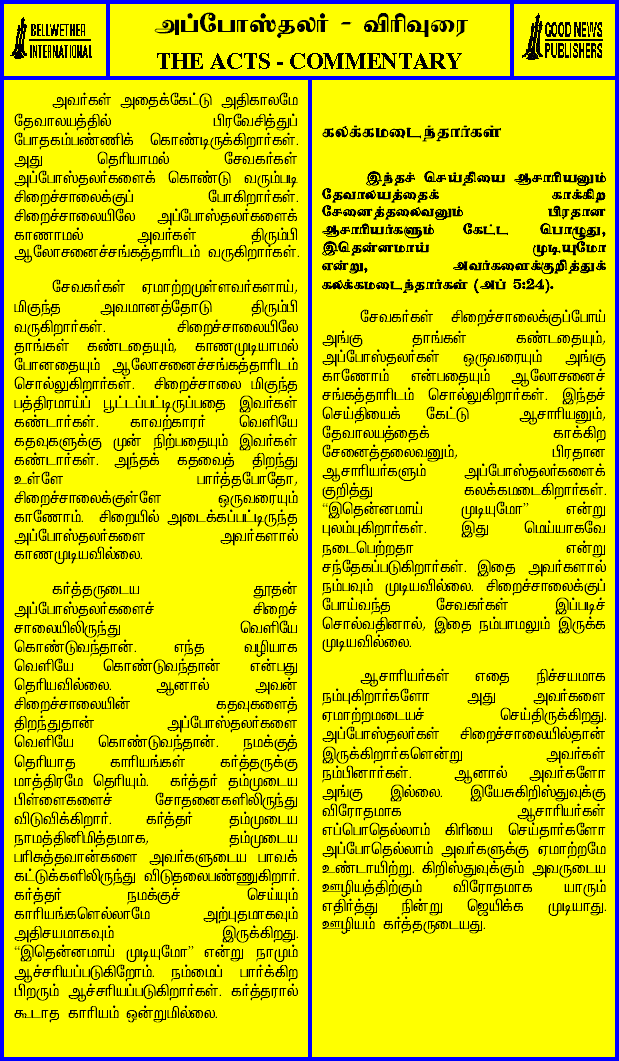 BELLWETHER
INTERNATIONAL
அப்போஸ்தலர் - விரிவுரை
THE ACTS - COMMENTARY
GOOD NEWS
PUBLISHERS
அவர்கள் அதைக்கேட்டு அதிகாலமே
தேவாலயத்தில் பிரவேசித்துப்
போதகம்பண்ணிக் கொண்டிருக்கிறார்கள்.
அது தெரியாமல் சேவகர்கள்
அப்போஸ்தலர்களைக் கொண்டு வரும்படி
சிறைச்சாலைக்குப் போகிறார்கள்.
சிறைச்சாலையிலே அப்போஸ்தலர்களைக்
காணாமல் அவர்கள் திரும்பி
ஆலோசனைச்சங்கத்தாரிடம் வருகிறார்கள்.
சேவகர்கள் ஏமாற்றமுள்ளவர்களாய்,
மிகுந்த அவமானத்தோடு திரும்பி
வருகிறார்கள். சிறைச்சாலையிலே
தாங்கள் கண்டதையும், காணமுடியாமல்
போனதையும் ஆலோசனைச்சங்கத்தாரிடம்
சொல்லுகிறார்கள். சிறைச்சாலை மிகுந்த
பத்திரமாய்ப் பூட்டப்பட்டிருப்பதை இவர்கள்
கண்டார்கள். காவற்காரர் வெளியே
கதவுகளுக்கு முன் நிற்பதையும் இவர்கள்
கண்டார்கள். அந்தக் கதவைத் திறந்து
உள்ளே பார்த்தபோதோ,
சிறைச்சாலைக்குள்ளே ஒருவரையும்
காணோம். சிறையில் அடைக்கப்பட்டிருந்த
அப்போஸ்தலர்களை அவர்களால்
காணமுடியவில்லை.
கர்த்தருடைய தூதன்
அப்போஸ்தலர்களைச் சிறைச்
சாலையிலிருந்து வெளியே
கொண்டுவந்தான். எந்த வழியாக
வெளியே கொண்டுவந்தான் என்பது
தெரியவில்லை. ஆனால் அவன்
சிறைச்சாலையின் கதவுகளைத்
திறந்துதான் அப்போஸ்தலர்களை
வெளியே கொண்டுவந்தான். நமக்குத்
தெரியாத காரியங்கள் கர்த்தருக்கு
மாத்திரமே தெரியும். கர்த்தர் தம்முடைய
பிள்ளைகளைச் சோதனைகளிலிருந்து
விடுவிக்கிறார். கர்த்தர் தம்முடைய
நாமத்தினிமித்தமாக, தம்முடைய
பரிசுத்தவான்களை அவர்களுடைய பாவக்
கட்டுக்களிலிருந்து விடுதலைபண்ணுகிறார்.
கர்த்தர் நமக்குச் செய்யும்
காரியங்களெல்லாமே அற்புதமாகவும்
அதிசயமாகவும் இருக்கிறது.
“இதென்னமாய் முடியுமோ” என்று நாமும்
ஆச்சரியப்படுகிறோம். நம்மைப் பார்க்கிற
பிறரும் ஆச்சரியப்படுகிறார்கள். கர்த்தரால்
கூடாத காரியம் ஒன்றுமில்லை.
கலக்கமடைந்தார்கள்
இந்தச் செய்தியை ஆசாரியனும்
தேவாலயத்தைக் காக்கிற
சேனைத்தலைவனும் பிரதான
ஆசாரியர்களும் கேட்ட பொழுது,
இதென்னமாய் முடியுமோ
என்று, அவர்களைக்குறித்துக்
கலக்கமடைந்தார்கள் (அப் 5:24).
சேவகர்கள் சிறைச்சாலைக்குப்போய்
அங்கு தாங்கள் கண்டதையும்,
அப்போஸ்தலர்கள் ஒருவரையும் அங்கு
காணோம் என்பதையும் ஆலோசனைச்
சங்கத்தாரிடம் சொல்லுகிறார்கள். இந்தச்
செய்தியைக் கேட்டு ஆசாரியனும்,
தேவாலயத்தைக் காக்கிற
சேனைத்தலைவனும், பிரதான
ஆசாரியர்களும் அப்போஸ்தலர்களைக்
குறித்து கலக்கமடைகிறார்கள்.
“இதென்னமாய் முடியுமோ” என்று
புலம்புகிறார்கள். இது மெய்யாகவே
நடைபெற்றதா என்று
சந்தேகப்படுகிறார்கள். இதை அவர்களால்
நம்பவும் முடியவில்லை. சிறைச்சாலைக்குப்
போய்வந்த சேவகர்கள் இப்படிச்
சொல்வதினால், இதை நம்பாமலும் இருக்க
முடியவில்லை.
ஆசாரியர்கள் எதை நிச்சயமாக
நம்புகிறார்களோ அது அவர்களை
ஏமாற்றமடையச் செய்திருக்கிறது.
அப்போஸ்தலர்கள் சிறைச்சாலையில்தான்
இருக்கிறார்களென்று அவர்கள்
நம்பினார்கள். ஆனால் அவர்களோ
அங்கு இல்லை. இயேசுகிறிஸ்துவுக்கு
விரோதமாக ஆசாரியர்கள்
எப்பொதெல்லாம் கிரியை செய்தார்களோ
அப்போதெல்லாம் அவர்களுக்கு ஏமாற்றமே
உண்டாயிற்று. கிறிஸ்துவுக்கும் அவருடைய
ஊழியத்திற்கும் விரோதமாக யாரும்
எதிர்த்து நின்று ஜெயிக்க முடியாது.
ஊழியம் கர்த்தருடையது.